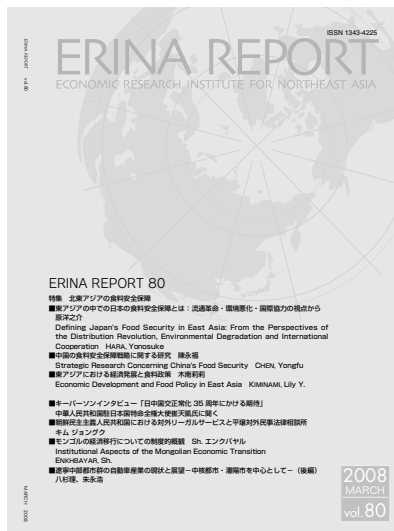 ISSN 1343-4225
ERINA REPORT
ECONOMIC RESEARCH INSTITUTE FOR NORTHEAST ASIA
ERINA REPORT vol.80
ERINA REPORT 80
特集 北東アジアの食料安全保障
■東アジアの中での日本の食料安全保障とは：流通革命・環境悪化・国際協力の視点から
原洋之介
Defining Japan's Food Security in East Asia: From the Perspectives of
the Distribution Revolution, Environmental Degradation and International
Cooperation HARA, Yonosuke
■中国の食料安全保障戦略に関する研究 陳永福
Strategic Research Concerning China's Food Security CHEN, Yongfu
■東アジアにおける経済発展と食料政策 木南莉莉
Economic Development and Food Policy in East Asia KIMINAMI, Lily Y.
■キーパーソンインタビュー「日中国交正常化 35 周年にかける期待」
中華人民共和国駐日本国特命全権大使崔天凱氏に聞く
■朝鮮民主主義人民共和国における対外リーガルサービスと平壌対外民事法律相談所
キム ジョングク
■モンゴルの経済移行についての制度的概観 Sh. エンクバヤル
Institutional Aspects of the Mongolian Economic Transition
ENKHBAYAR, Sh.
■遼寧中部都市群の自動車産業の現状と展望－中核都市・瀋陽市を中心として－（後編）
八杉理、朱永浩
2008
MARCH
vol.80
MARCH 2008